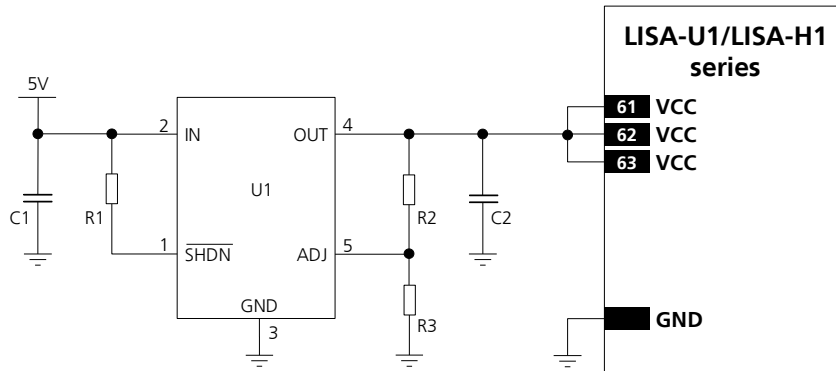 LISA-U1/LISA-H1
series
5V
61 VCC
2 IN OUT 4
62 VCC
63 VCC
C1 R1 U1 R2 C2
1 SHDN ADJ 5
GND
3
R3
GND